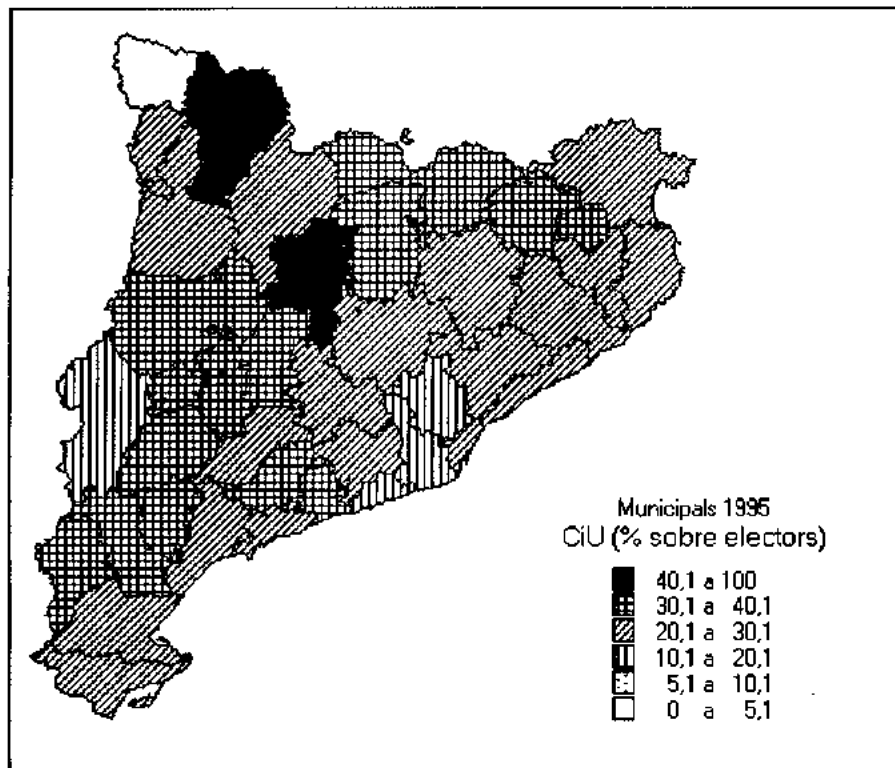 Municipals 1995
CiU (% sobre electors)
40,1 a 100
30,1 a 40,1
20,1 a 30,1
10,1 a 20,1
5,1 a 10,1
0 a 5,1